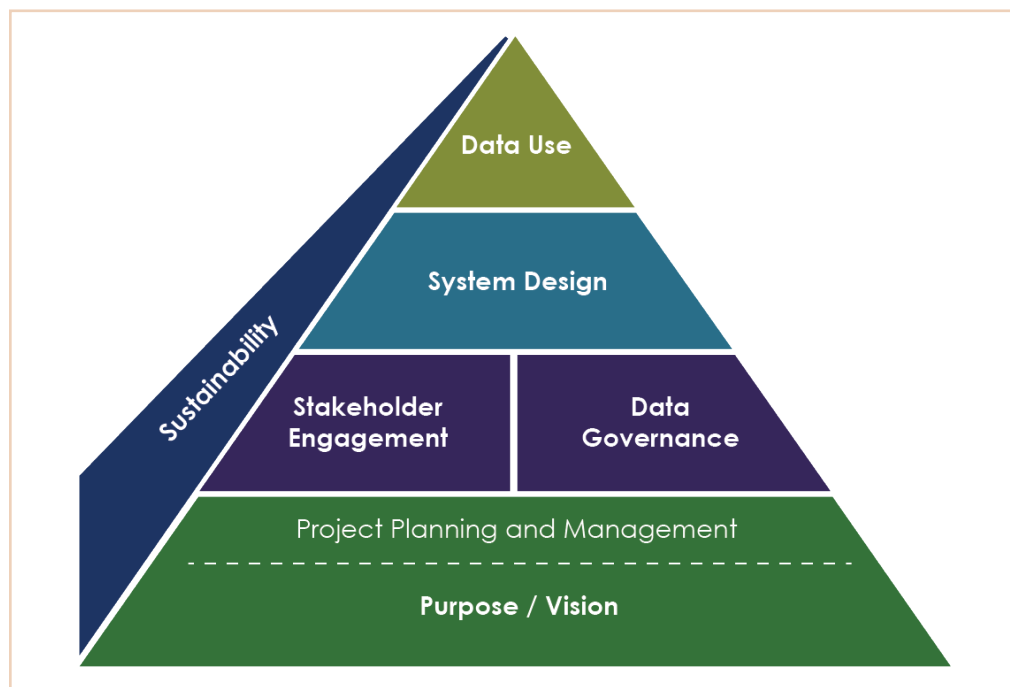 Data Use
System Design
Sustainability
Stakeholder
Engagement
Data
Governance
Project Planning and Management
Purpose / Vision